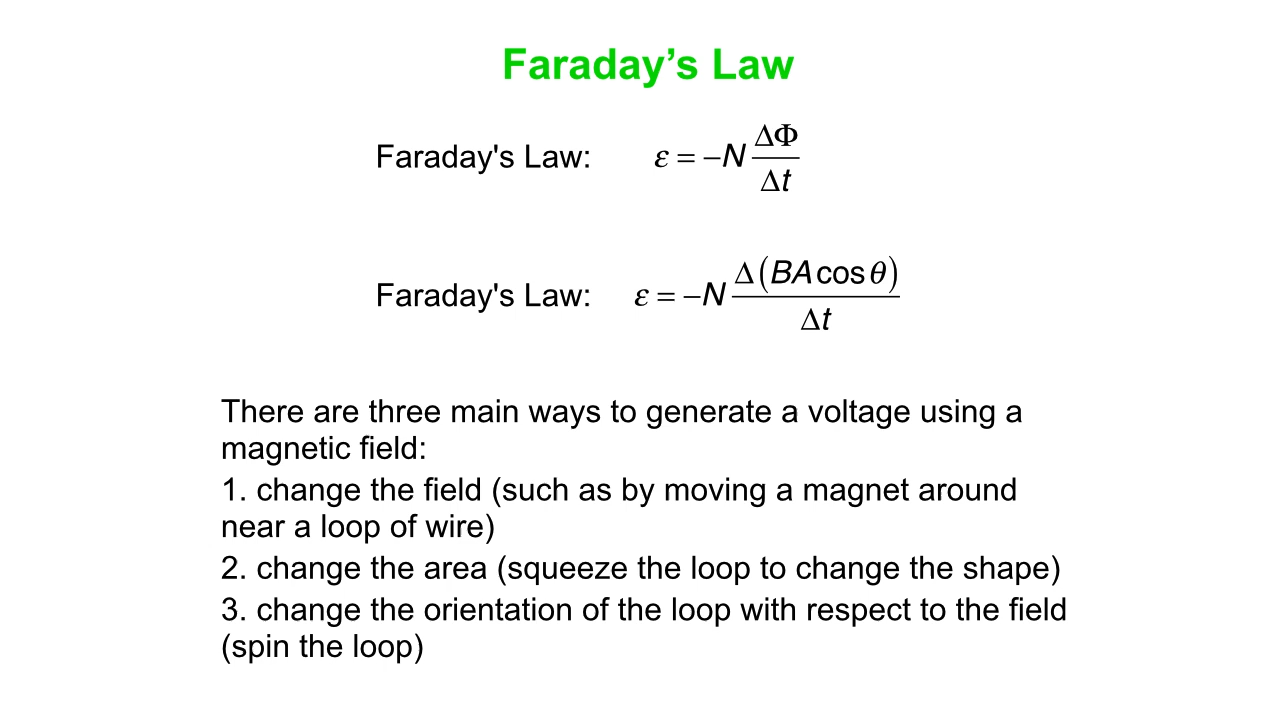 Faraday’s Law
Faraday's Law: ε = −N ΔΦ/Δt
Faraday's Law: ε = −N Δ(BA cos θ)/Δt
There are three main ways to generate a voltage using a
magnetic field:
1. change the field (such as by moving a magnet around
near a loop of wire)
2. change the area (squeeze the loop to change the shape)
3. change the orientation of the loop with respect to the field
(spin the loop)